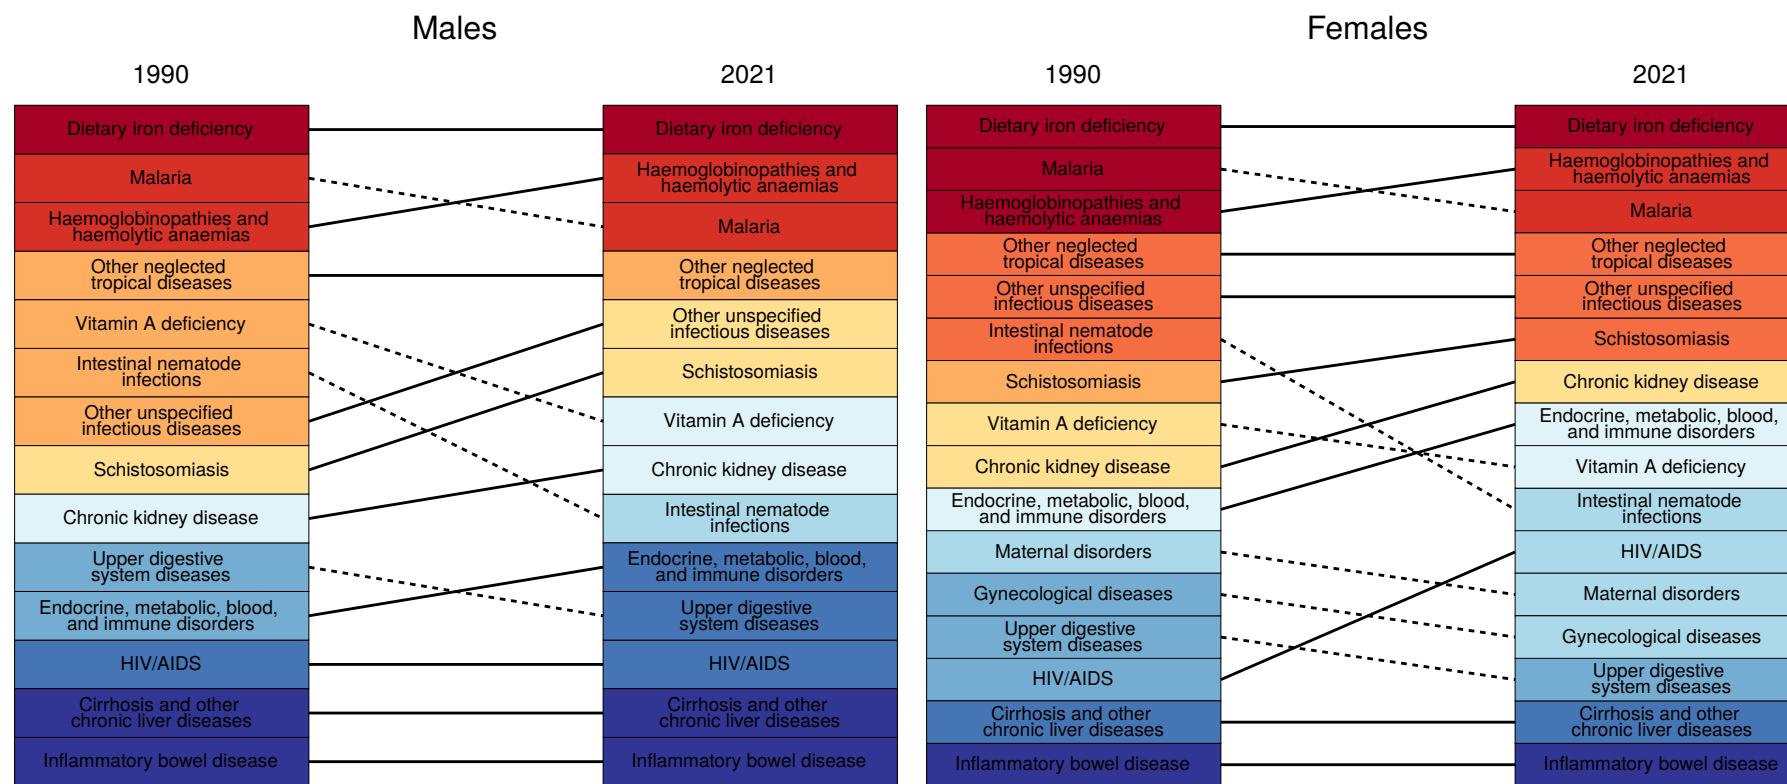 Males
1990
2021
Dietary iron deficiency
Malaria
Haemoglobinopathies and
haemolytic anaemias
Other neglected
tropical diseases
Vitamin A deficiency
Intestinal nematode
infections
Other unspecified
infectious diseases
Schistosomiasis
Chronic kidney disease
Upper digestive
system diseases
Endocrine, metabolic, blood,
and immune disorders
HIV/AIDS
Cirrhosis and other
chronic liver diseases
Inflammatory bowel disease
Dietary iron deficiency
Haemoglobinopathies and
haemolytic anaemias
Malaria
Other neglected
tropical diseases
Other unspecified
infectious diseases
Schistosomiasis
Vitamin A deficiency
Chronic kidney disease
Intestinal nematode
infections
Endocrine, metabolic, blood,
and immune disorders
Upper digestive
system diseases
HIV/AIDS
Cirrhosis and other
chronic liver diseases
Inflammatory bowel disease
Females
1990
2021
Dietary iron deficiency
Malaria
Haemoglobinopathies and
haemolytic anaemias
Other neglected
tropical diseases
Other unspecified
infectious diseases
Intestinal nematode
infections
Schistosomiasis
Vitamin A deficiency
Chronic kidney disease
Endocrine, metabolic, blood,
and immune disorders
Maternal disorders
Gynecological diseases
Upper digestive
system diseases
HIV/AIDS
Cirrhosis and other
chronic liver diseases
Inflammatory bowel disease
Dietary iron deficiency
Haemoglobinopathies and
haemolytic anaemias
Malaria
Other neglected
tropical diseases
Other unspecified
infectious diseases
Schistosomiasis
Chronic kidney disease
Endocrine, metabolic, blood,
and immune disorders
Vitamin A deficiency
Intestinal nematode
infections
HIV/AIDS
Maternal disorders
Gynecological diseases
Upper digestive
system diseases
Cirrhosis and other
chronic liver diseases
Inflammatory bowel disease